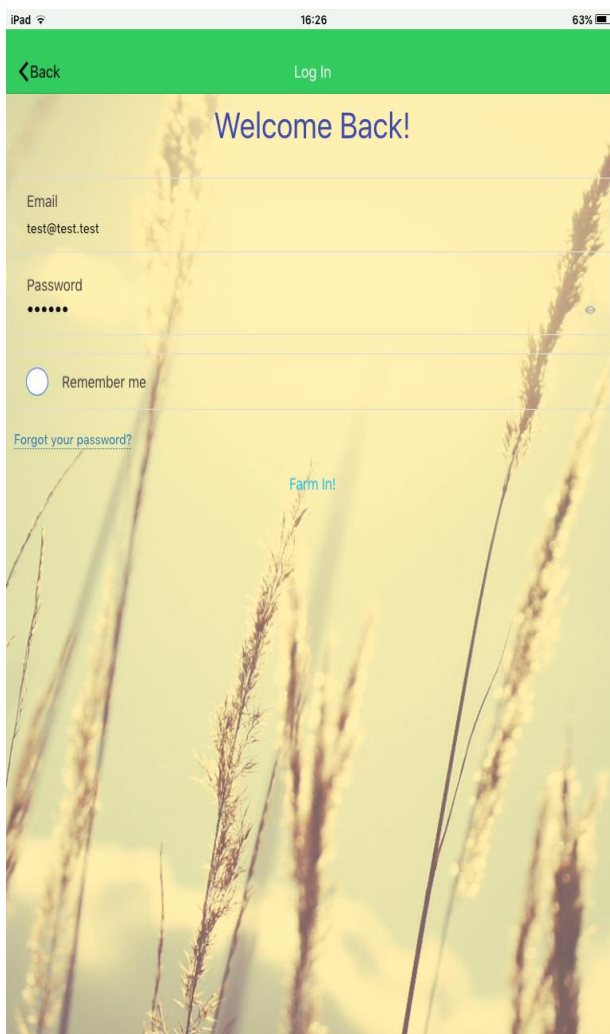 iPad 16:26 63%
Back Log In
Welcome Back!
Email
test@test.test
Password
••••••
Remember me
Forgot your password?
Farm In!